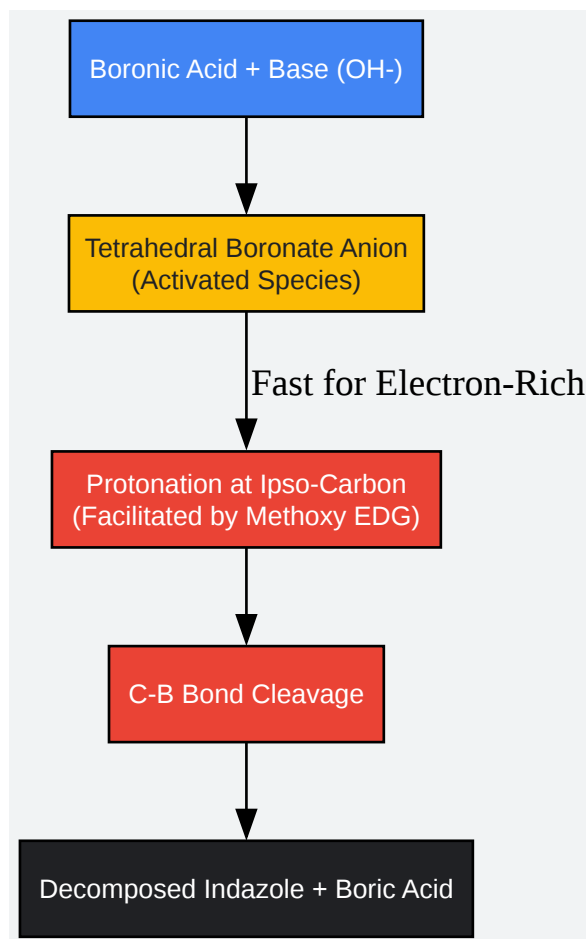 Boronic Acid + Base (OH-)
Tetrahedral Boronate Anion
(Activated Species)
Fast for Electron-Rich
Protonation at Ipso-Carbon
(Facilitated by Methoxy EDG)
C-B Bond Cleavage
Decomposed Indazole + Boric Acid